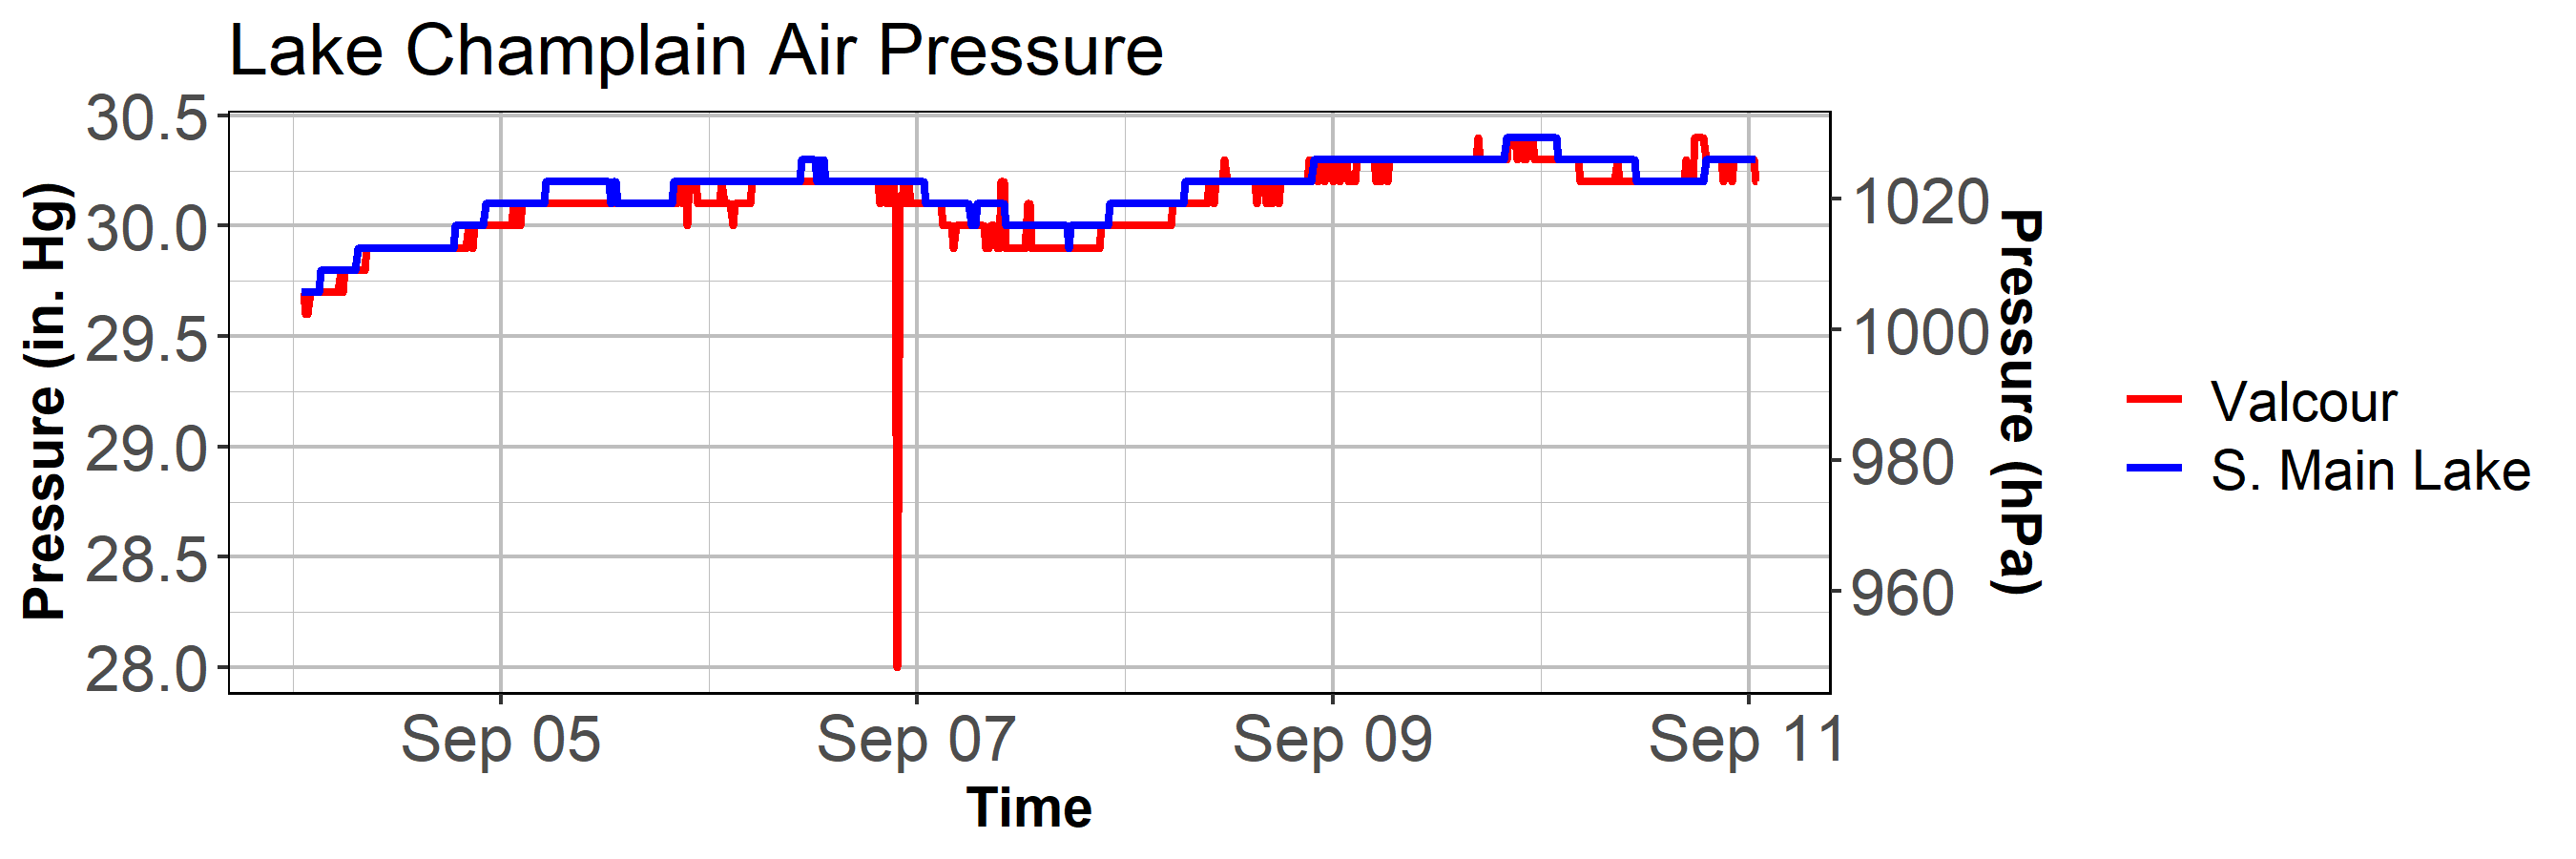 Lake Champlain Air Pressure
30.5
30.0
29.5
29.0
28.5
28.0
Pressure (in. Hg)
1020
1000
980
960
Pressure (hPa)
Sep 05
Sep 07
Sep 09
Sep 11
Time
Valcour
S. Main Lake